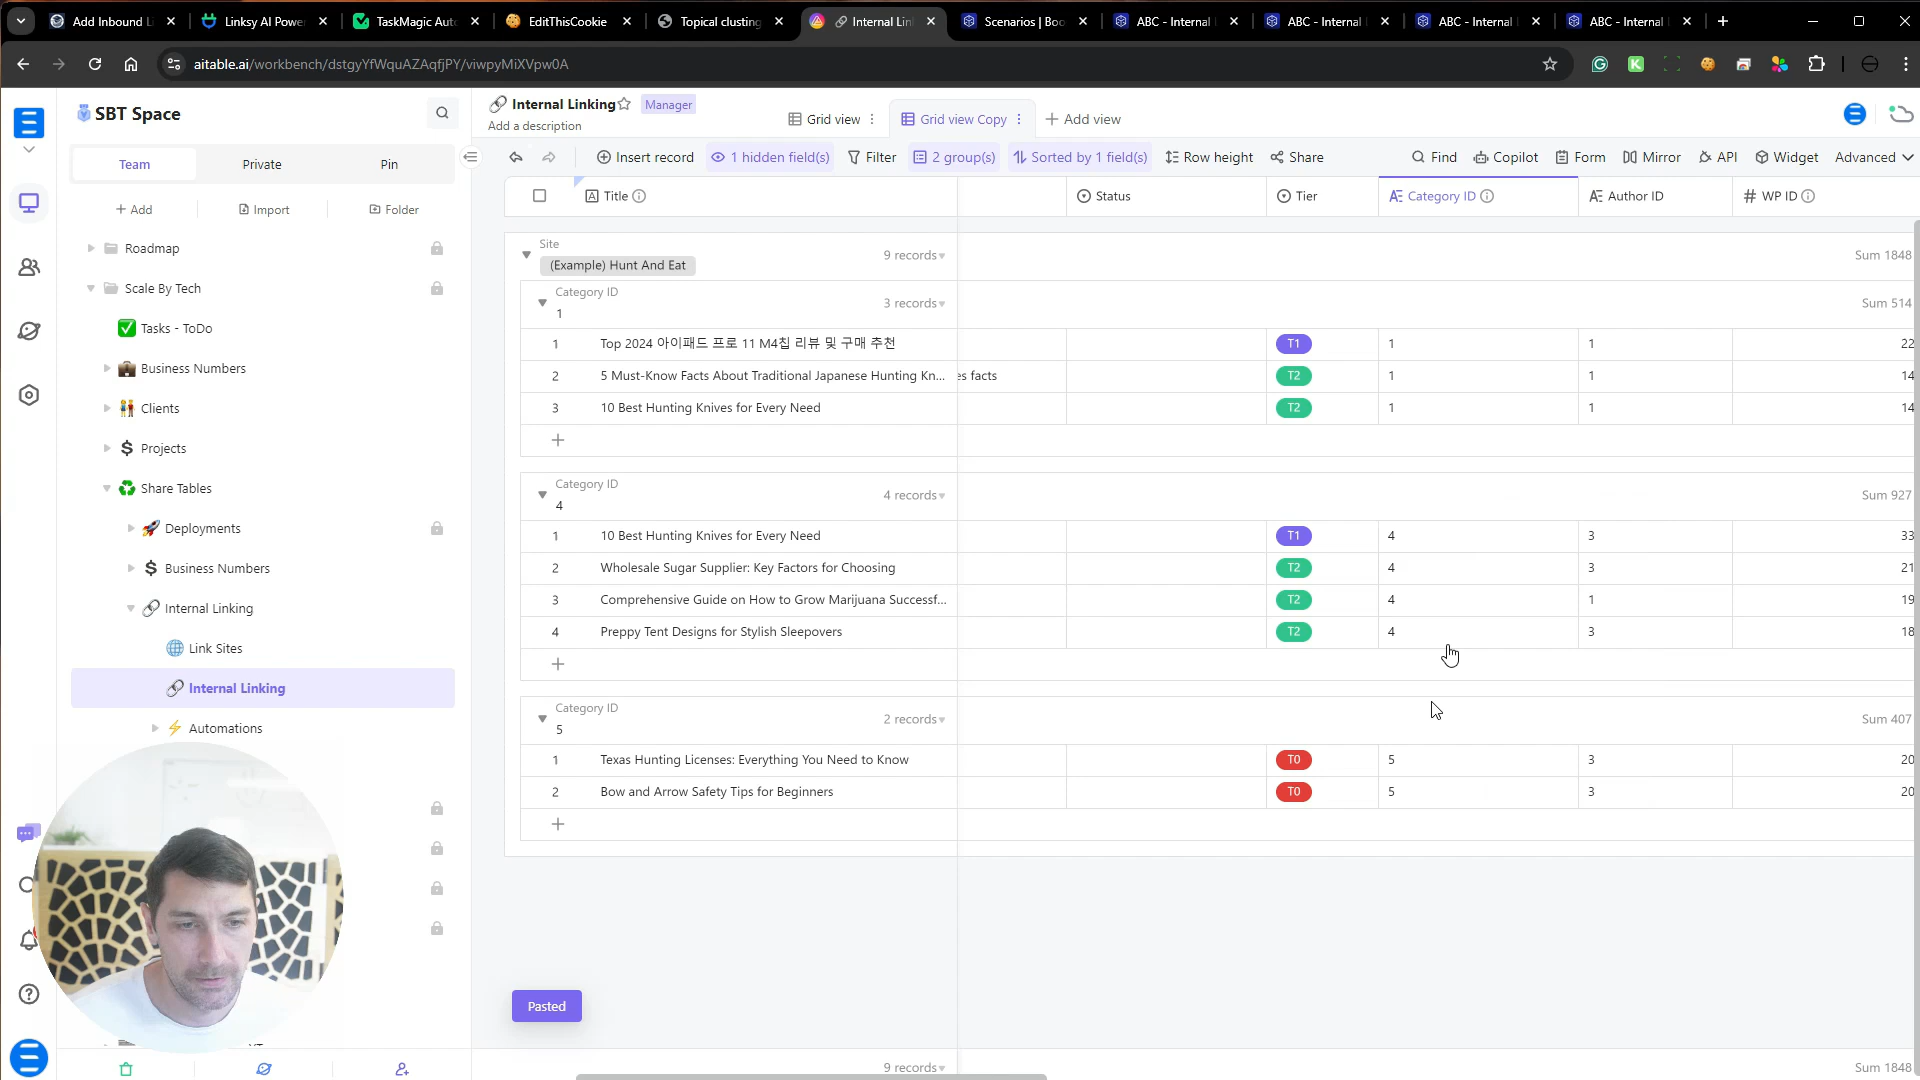 Add Inbound L
Linksy AI Power
TaskMagic Auto
EditThisCookie
Topical clusting
Internal Lin
Scenarios | Boo
ABC - Internal
ABC - Internal
ABC - Internal
ABC - Internal
aitable.ai/workbench/dstgyYfWquAZAqfjPY/viwpyMiXVpw0A
SBT Space
Internal Linking
Manager
Add a description
Grid view
Grid view Copy
Add view
Team
Private
Pin
Insert record
1 hidden field(s)
Filter
2 group(s)
Sorted by 1 field(s)
Row height
Share
Find
Copilot
Form
Mirror
API
Widget
Advanced
Add
Import
Folder
Title
Status
Tier
Category ID
Author ID
WP ID
Roadmap
Scale By Tech
Tasks - ToDo
Business Numbers
Clients
Projects
Share Tables
Deployments
Business Numbers
Internal Linking
Link Sites
Internal Linking
Automations
Site
(Example) Hunt And Eat
9 records
Sum 1848
Category ID
1
3 records
Sum 514
1 Top 2024 아이패드 프로 11 M4칩 리뷰 및 구매 추천 T1 1 1 22
2 5 Must-Know Facts About Traditional Japanese Hunting Kn... es facts T2 1 1 14
3 10 Best Hunting Knives for Every Need T2 1 1 14
Category ID
4
4 records
Sum 927
1 10 Best Hunting Knives for Every Need T1 4 3 33
2 Wholesale Sugar Supplier: Key Factors for Choosing T2 4 3 21
3 Comprehensive Guide on How to Grow Marijuana Successf... T2 4 1 19
4 Preppy Tent Designs for Stylish Sleepovers T2 4 3 18
Category ID
5
2 records
Sum 407
1 Texas Hunting Licenses: Everything You Need to Know T0 5 3 20
2 Bow and Arrow Safety Tips for Beginners T0 5 3 20
Pasted
9 records
Sum 1848